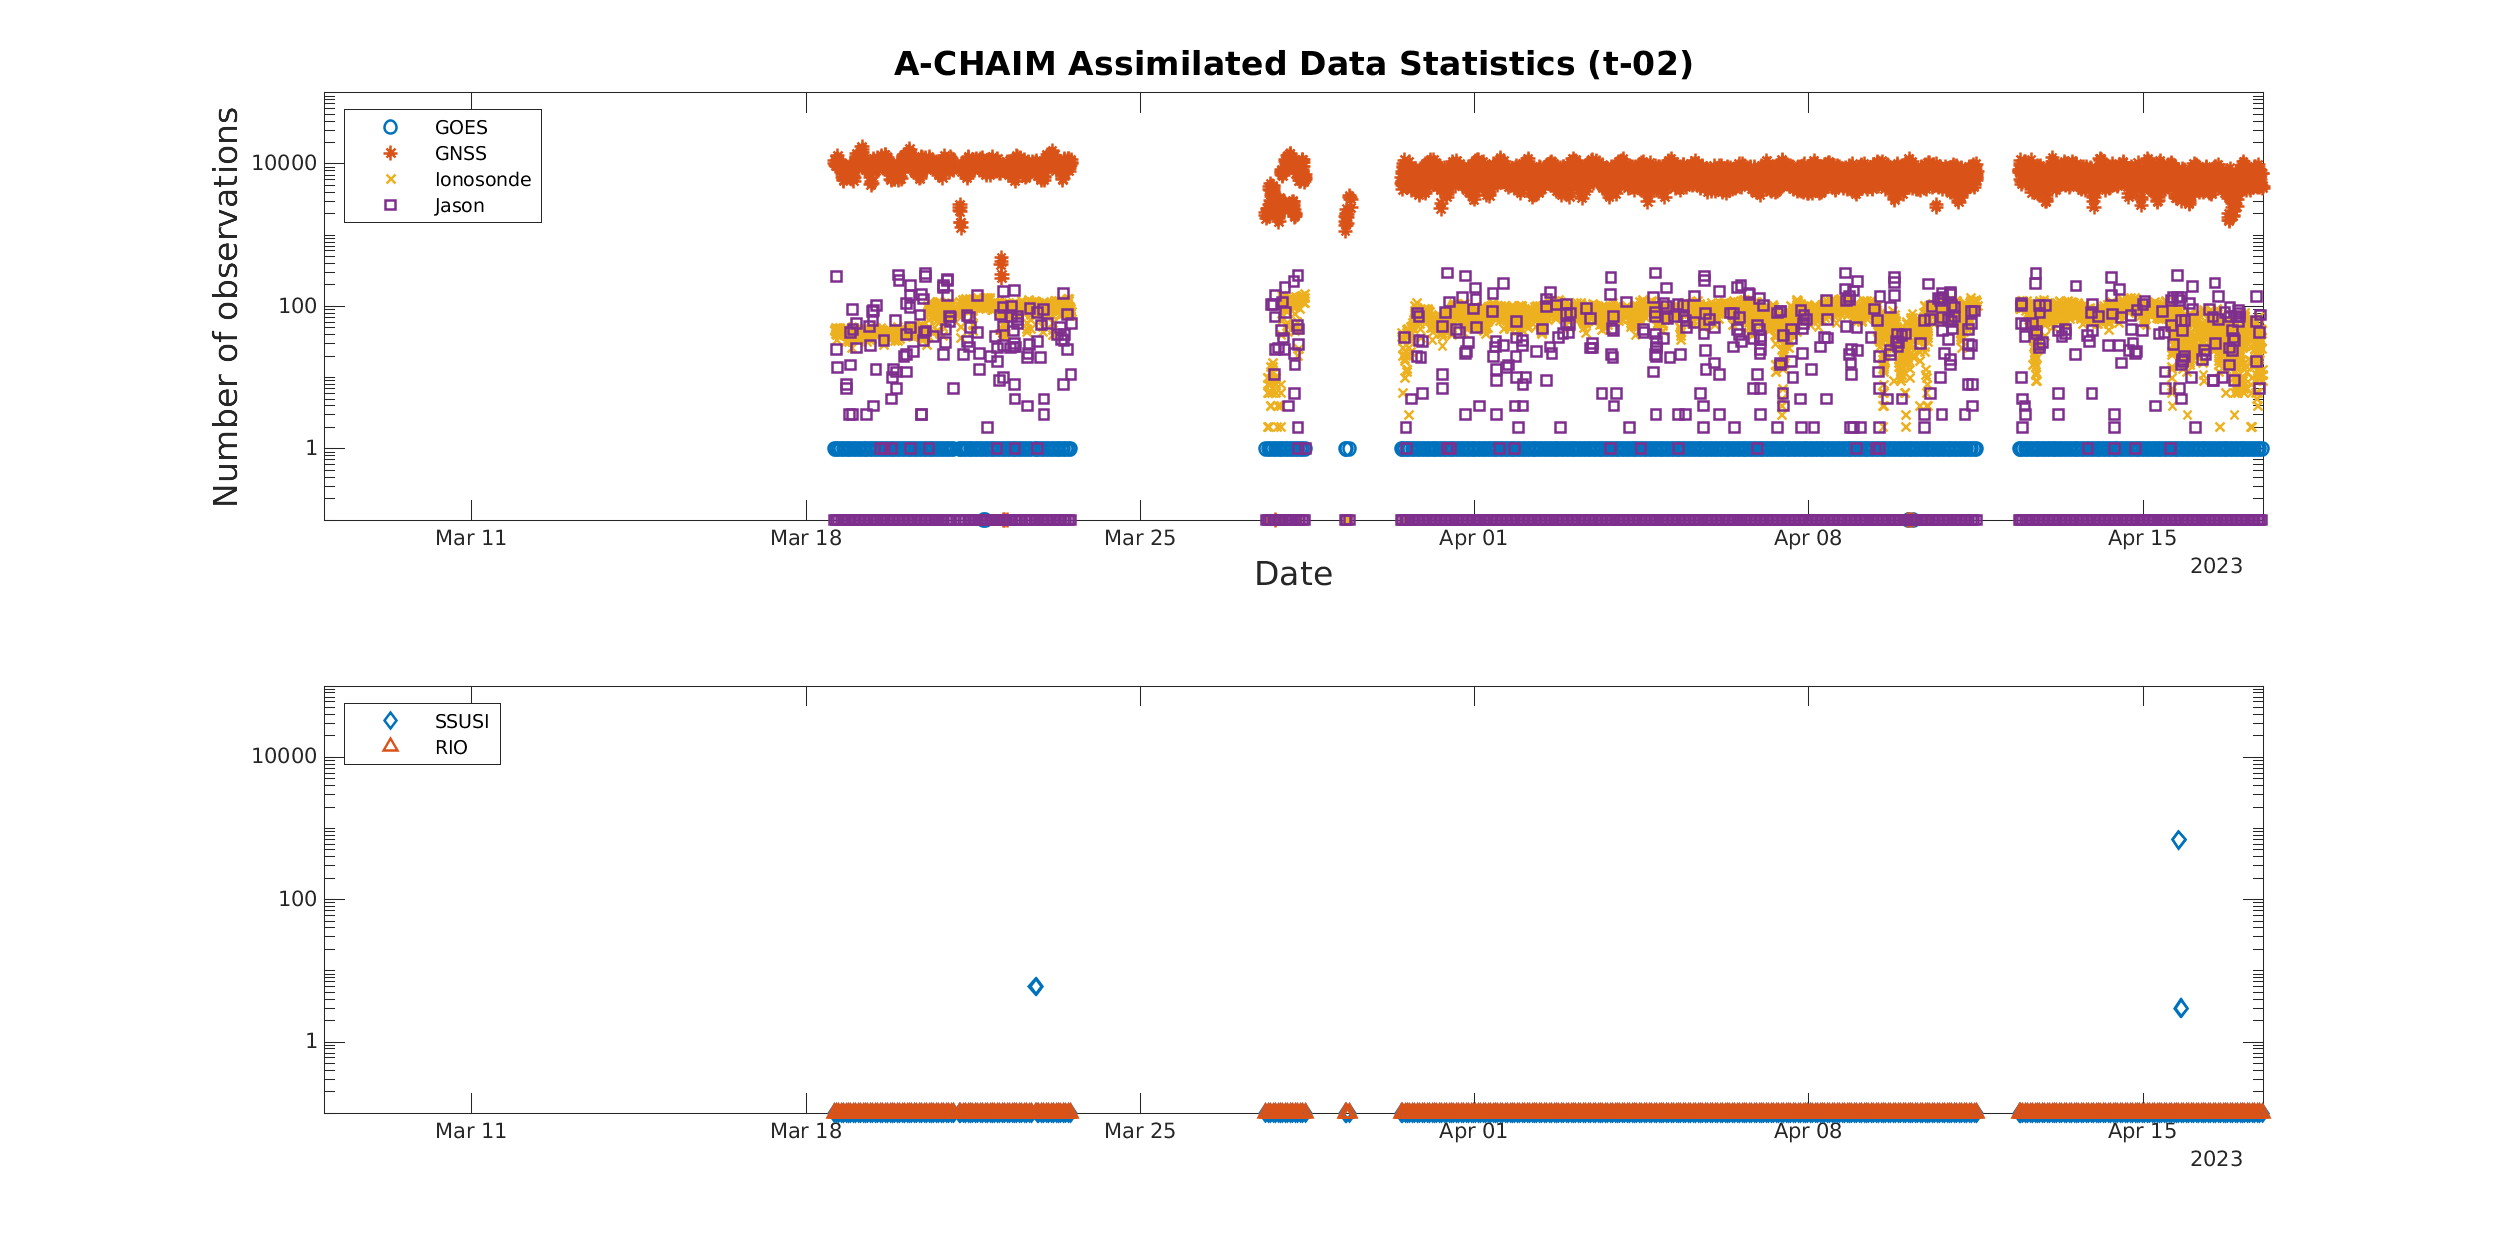 A-CHAIM Assimilated Data Statistics (t-02)
Number of observations
10000
100
1
GOES
GNSS
Ionosonde
Jason
Mar 11
Mar 18
Mar 25
Apr 01
Apr 08
Apr 15
2023
Date
10000
100
1
SSUSI
RIO
Mar 11
Mar 18
Mar 25
Apr 01
Apr 08
Apr 15
2023